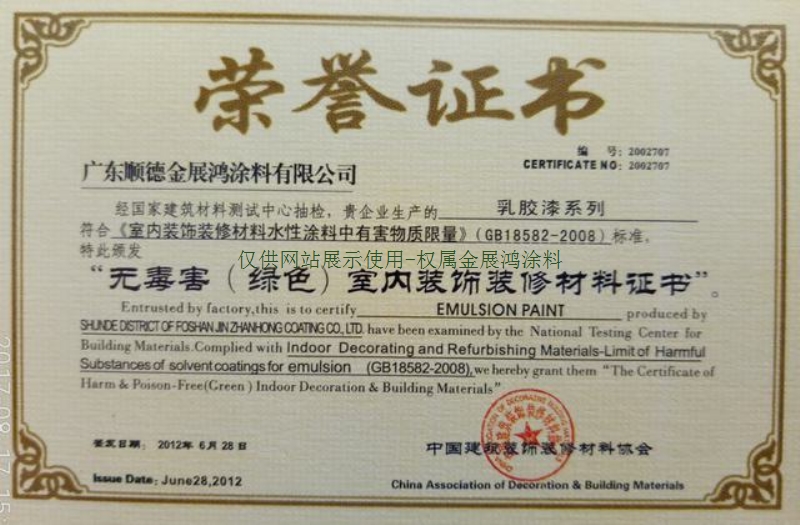 荣誉证书
编 号: 2002707
CERTIFICATE NO: 2002707
广东顺德金展鸿涂料有限公司
经国家建筑材料测试中心抽检，贵企业生产的 乳胶漆系列
符合《室内装饰装修材料水性涂料中有害物质限量》(GB18582-2008) 标准。
特此颁发
仅供网站展示使用-权属金展鸿涂料
“无毒害（绿色）室内装饰装修材料证书”。
Entrusted by factory,this is to certify EMULSION PAINT produced by
SHUNDE DISTRICT OF FOSHAN JIN ZHANHONG COATING CO., LTD. have been examined by the National Testing Center for
Building Materials.Complied with Indoor Decorating and Refurbishing Materials-Limit of Harmful
Substances of solvent coatings for emulsion (GB18582-2008), we hereby grant them "The Certificate of
Harm & Poison-Free(Green) Indoor Decoration & Building Materials"
签发日期: 2012年 6月 28日
中国建筑装饰装修材料协会
Issue Date: June28,2012
China Association of Decoration & Building Materials